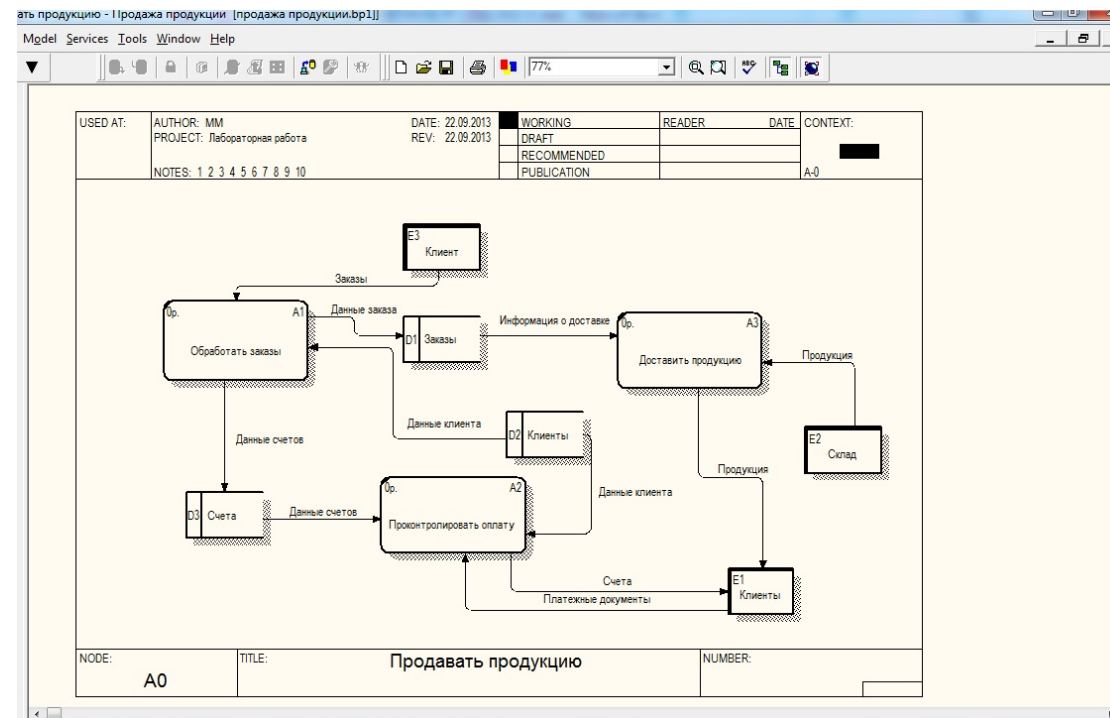 ать продукцию - Продажа продукции [продажа продукции.bp1]]
Model Services Tools Window Help
77%
USED AT:
AUTHOR: MM
DATE: 22.09.2013
PROJECT: Лабораторная работа
REV: 22.09.2013
NOTES: 1 2 3 4 5 6 7 8 9 10
WORKING
DRAFT
RECOMMENDED
PUBLICATION
READER
DATE
CONTEXT:
A-0
E3
Клиент
Заказы
0р.
A1
Обработать заказы
Данные заказа
D1
Заказы
Информация о доставке
0р.
A3
Доставить продукцию
Продукция
E2
Склад
Данные клиента
D2
Клиенты
Данные счетов
Продукция
Данные клиента
D3
Счета
Данные счетов
0р.
A2
Проконтролировать оплату
Счета
Платежные документы
E1
Клиенты
NODE:
A0
TITLE:
Продавать продукцию
NUMBER: